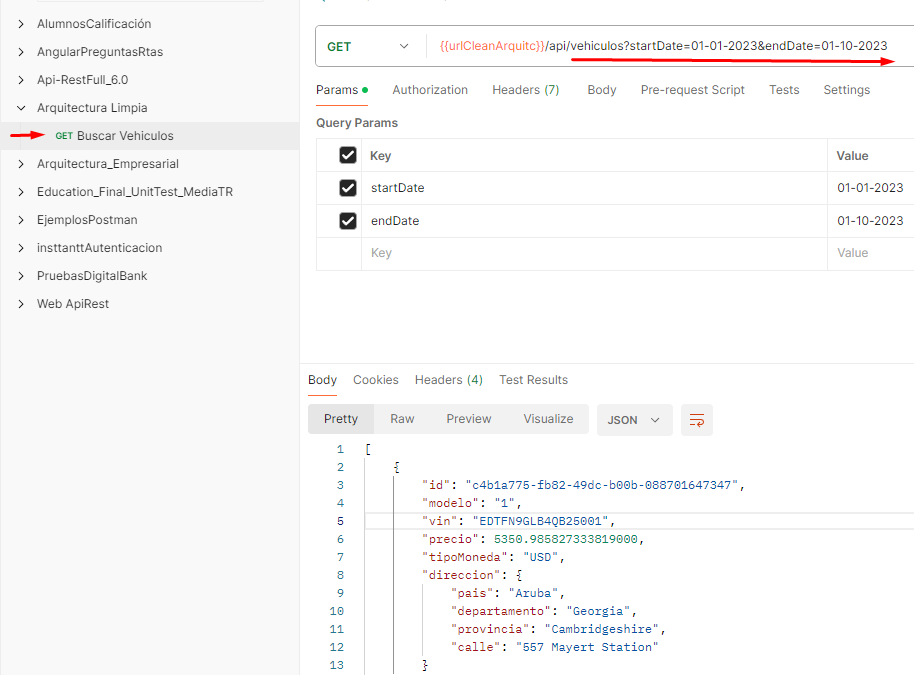 AlumnosCalificación
AngularPreguntasRtas
Api-RestFull_6.0
Arquitectura Limpia
GET Buscar Vehiculos
Arquitectura_Empresarial
Education_Final_UnitTest_MediaTR
EjemplosPostman
insttanttAutenticacion
PruebasDigitalBank
Web ApiRest
GET {{urlCleanArquitc}}/api/vehiculos?startDate=01-01-2023&endDate=01-10-2023
Params Authorization Headers (7) Body Pre-request Script Tests Settings
Query Params
Key Value
startDate 01-01-2023
endDate 01-10-2023
Key Value
Body Cookies Headers (4) Test Results
Pretty Raw Preview Visualize JSON
1 [
2 {
3 "id": "c4b1a775-fb82-49dc-b00b-088701647347",
4 "modelo": "1",
5 "vin": "EDTFN9GLB4QB25001",
6 "precio": 5350.985827333819000,
7 "tipoMoneda": "USD",
8 "direccion": {
9 "pais": "Aruba",
10 "departamento": "Georgia",
11 "provincia": "Cambridgeshire",
12 "calle": "557 Mayert Station"
13 }